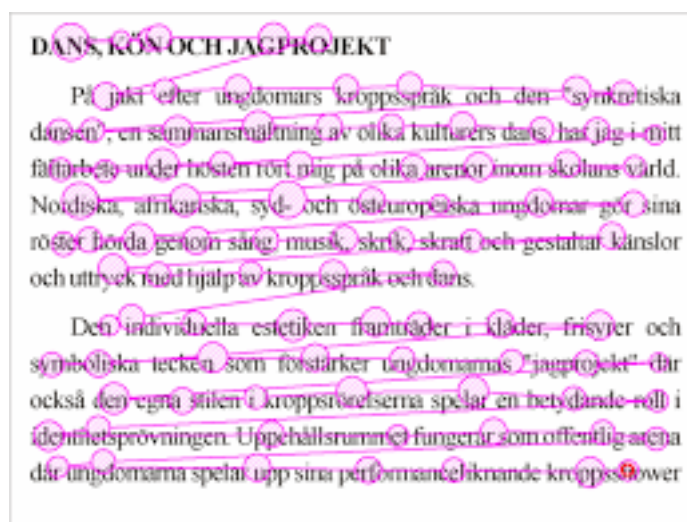 DANS, KÖN OCH JAGPROJEKT
På jakt efter ungdomars kroppsspråk och den "synkretiska
dansen", en sammansmältning av olika kulturers dans, har jag i mitt
fältarbete under hösten rört mig på olika arenor inom skolans värld.
Nordiska, afrikanska, syd- och östeuropeiska ungdomar gör sina
röster hörda genom sång, musik, skrik, skratt och gestaltar känslor
och uttryck med hjälp av kroppsspråk och dans.
Den individuella estetiken framträder i kläder, frisyrer och
symboliska tecken som förstärker ungdomarnas "jagprojekt" där
också den egna stilen i kroppsrörelserna spelar en betydande roll i
identitetsprövningen. Uppehållsrummet fungerar som offentlig arena
där ungdomarna spelar upp sina performanceliknande kroppsshower